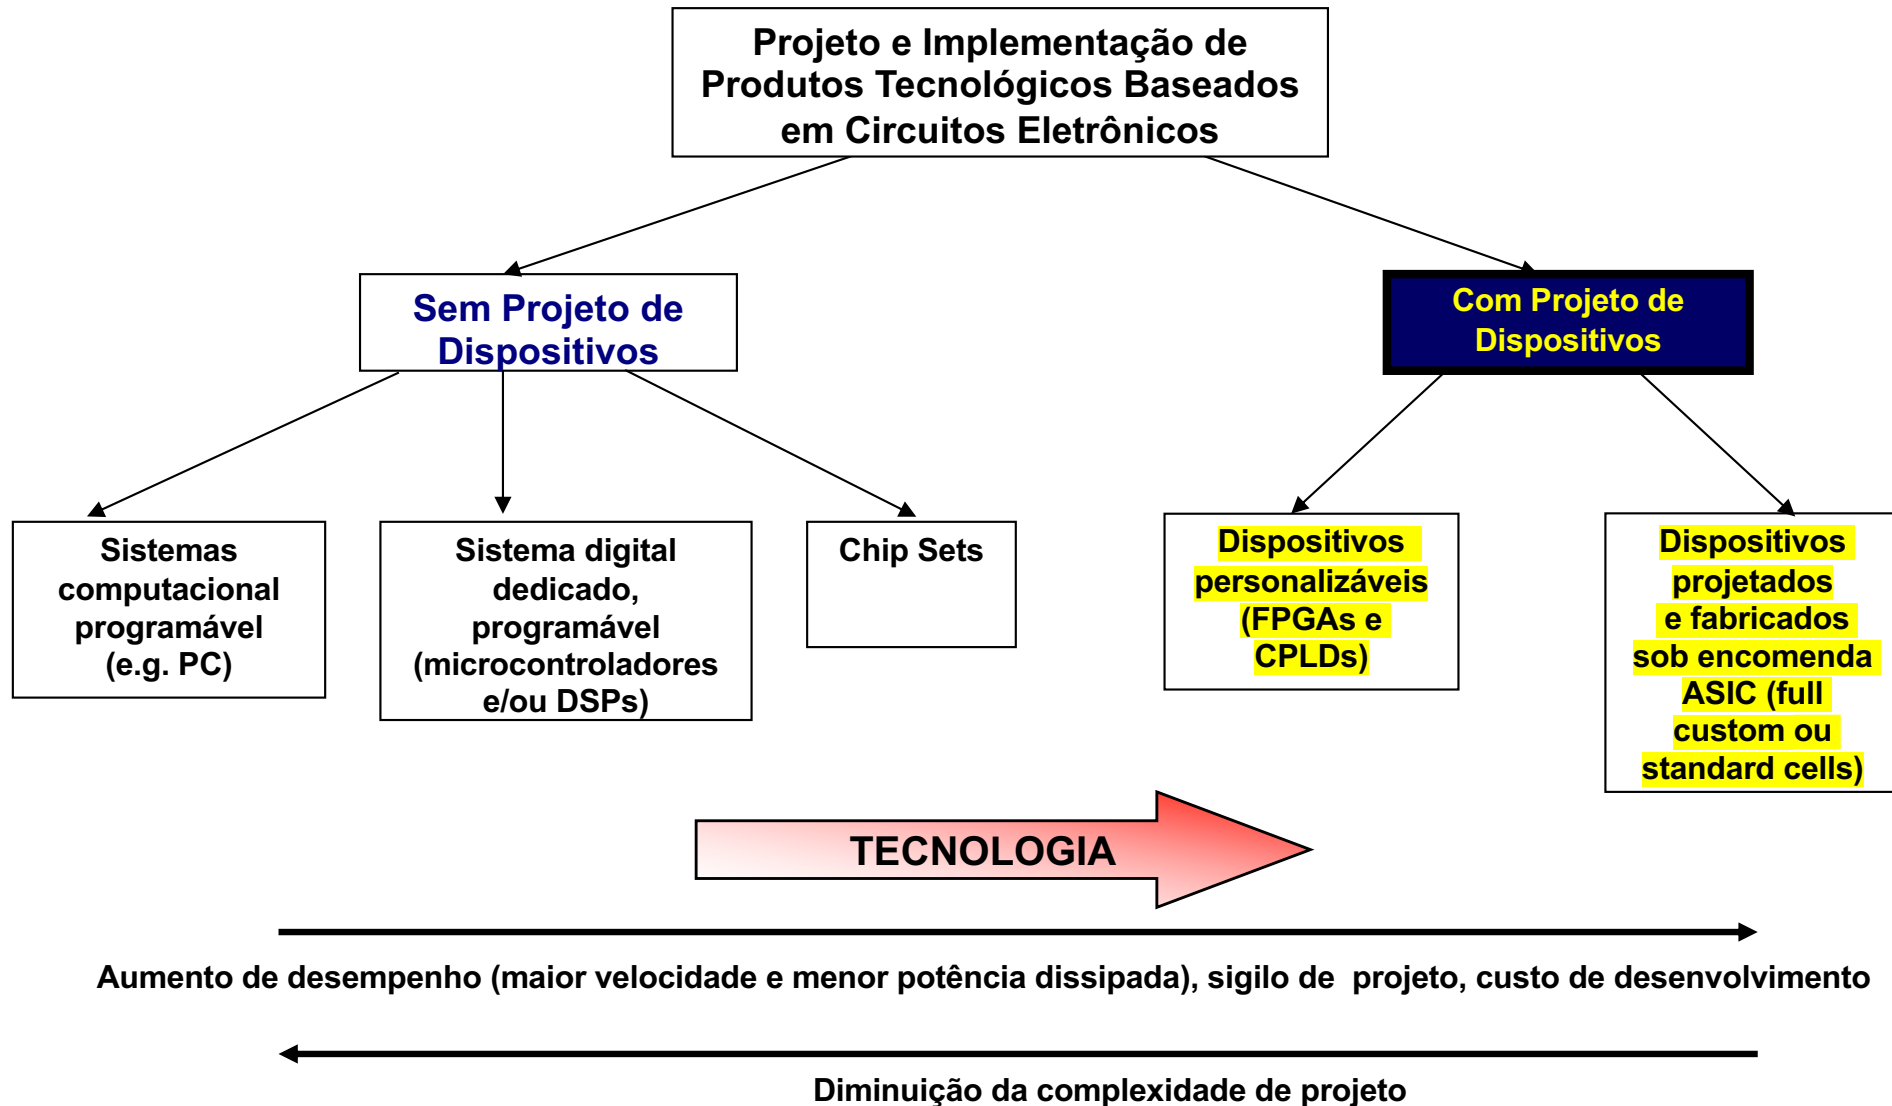 Projeto e Implementação de
Produtos Tecnológicos Baseados
em Circuitos Eletrônicos
Sem Projeto de
Dispositivos
Com Projeto de
Dispositivos
Sistemas
computacional
programável
(e.g. PC)
Sistema digital
dedicado,
programável
(microcontroladores
e/ou DSPs)
Chip Sets
Dispositivos
personalizáveis
(FPGAs e
CPLDs)
Dispositivos
projetados
e fabricados
sob encomenda
ASIC (full
custom ou
standard cells)
TECNOLOGIA
Aumento de desempenho (maior velocidade e menor potência dissipada), sigilo de projeto, custo de desenvolvimento
Diminuição da complexidade de projeto